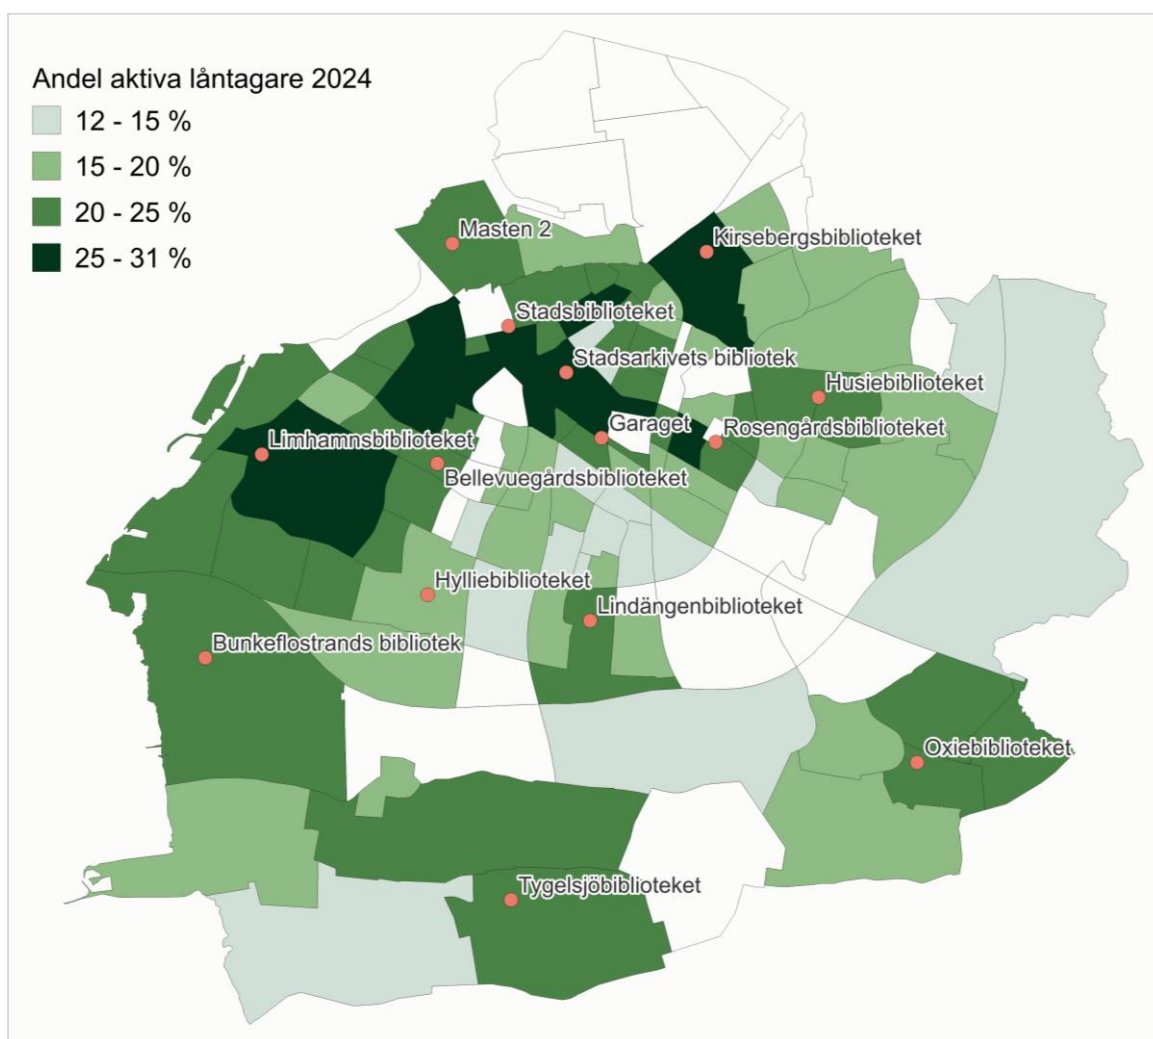 Andel aktiva låntagare 2024
12 - 15 %
15 - 20 %
20 - 25 %
25 - 31 %
Masten 2
Kirsebergsbiblioteket
Stadsbiblioteket
Stadsarkivets bibliotek
Husiebiblioteket
Garaget
Rosengårdsbiblioteket
Limhamnsbiblioteket
Bellevuegårdsbiblioteket
Hylliebiblioteket
Lindängenbiblioteket
Bunkeflostrands bibliotek
Oxiebiblioteket
Tygelsjöbiblioteket